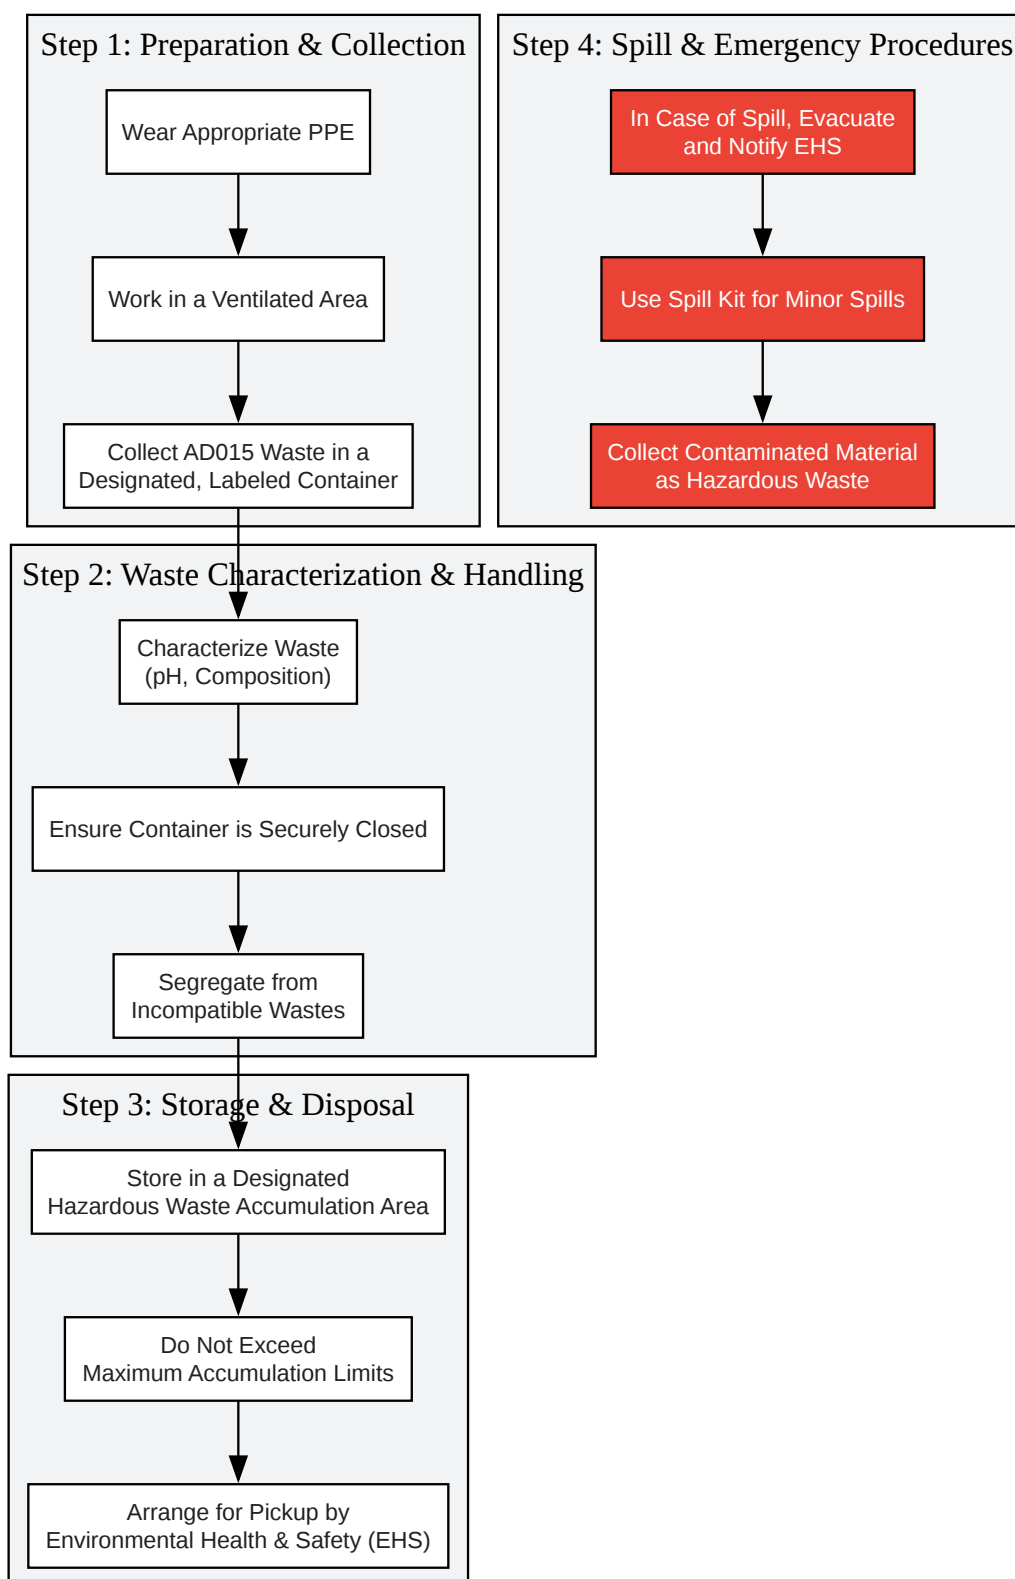 Step 1: Preparation & Collection
Wear Appropriate PPE
Work in a Ventilated Area
Collect AD015 Waste in a
Designated, Labeled Container
Step 2: Waste Characterization & Handling
Characterize Waste
(pH, Composition)
Ensure Container is Securely Closed
Segregate from
Incompatible Wastes
Step 3: Storage & Disposal
Store in a Designated
Hazardous Waste Accumulation Area
Do Not Exceed
Maximum Accumulation Limits
Arrange for Pickup by
Environmental Health & Safety (EHS)
Step 4: Spill & Emergency Procedures
In Case of Spill, Evacuate
and Notify EHS
Use Spill Kit for Minor Spills
Collect Contaminated Material
as Hazardous Waste